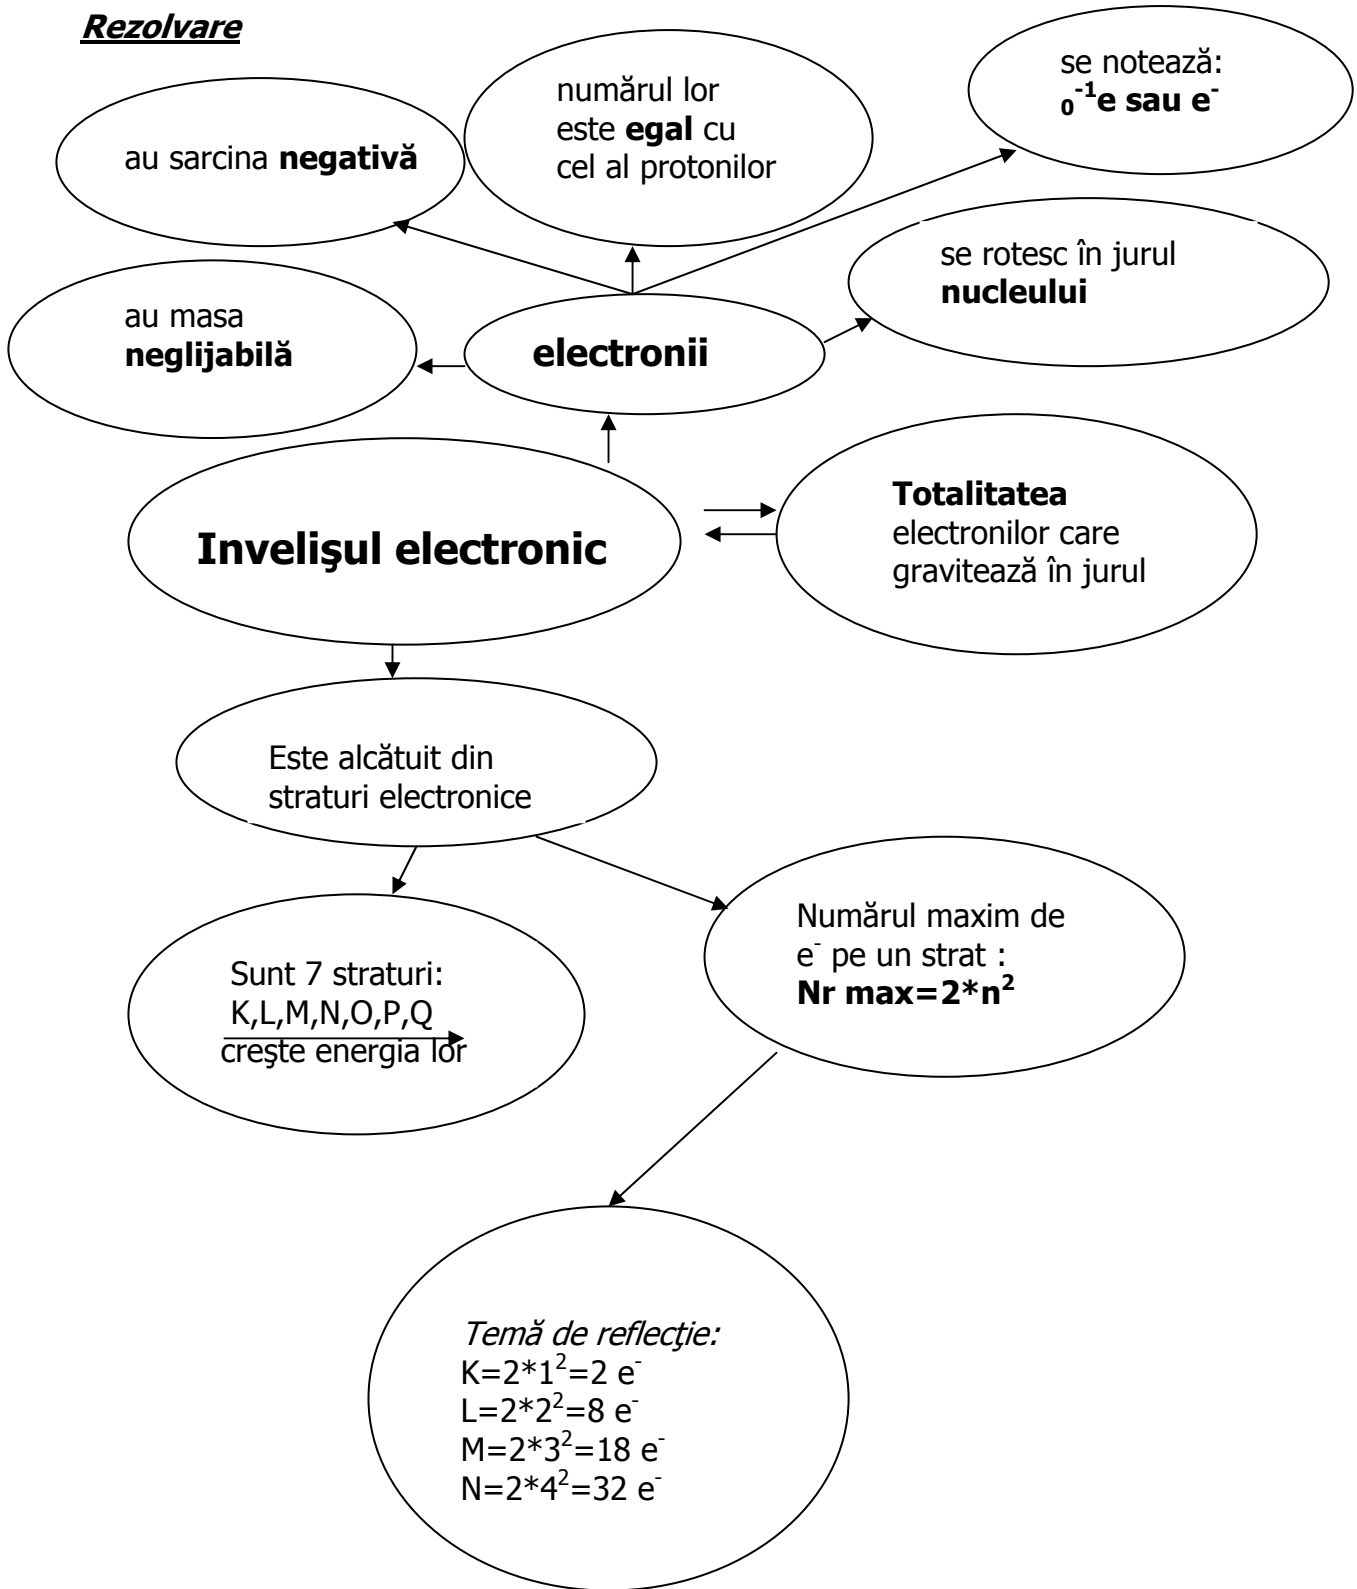 Rezolvare
se notează:
₀⁻¹e sau e⁻
numărul lor
este egal cu
cel al protonilor
au sarcina negativă
se rotesc în jurul
nucleului
au masa
neglijabilă
electronii
Totalitatea
electronilor care
gravitează în jurul
Invelişul electronic
Este alcătuit din
straturi electronice
Numărul maxim de
e⁻ pe un strat :
Nr max=2*n²
Sunt 7 straturi:
K,L,M,N,O,P,Q
creşte energia lor
Temă de reflecţie:
K=2*1²=2 e⁻
L=2*2²=8 e⁻
M=2*3²=18 e⁻
N=2*4²=32 e⁻